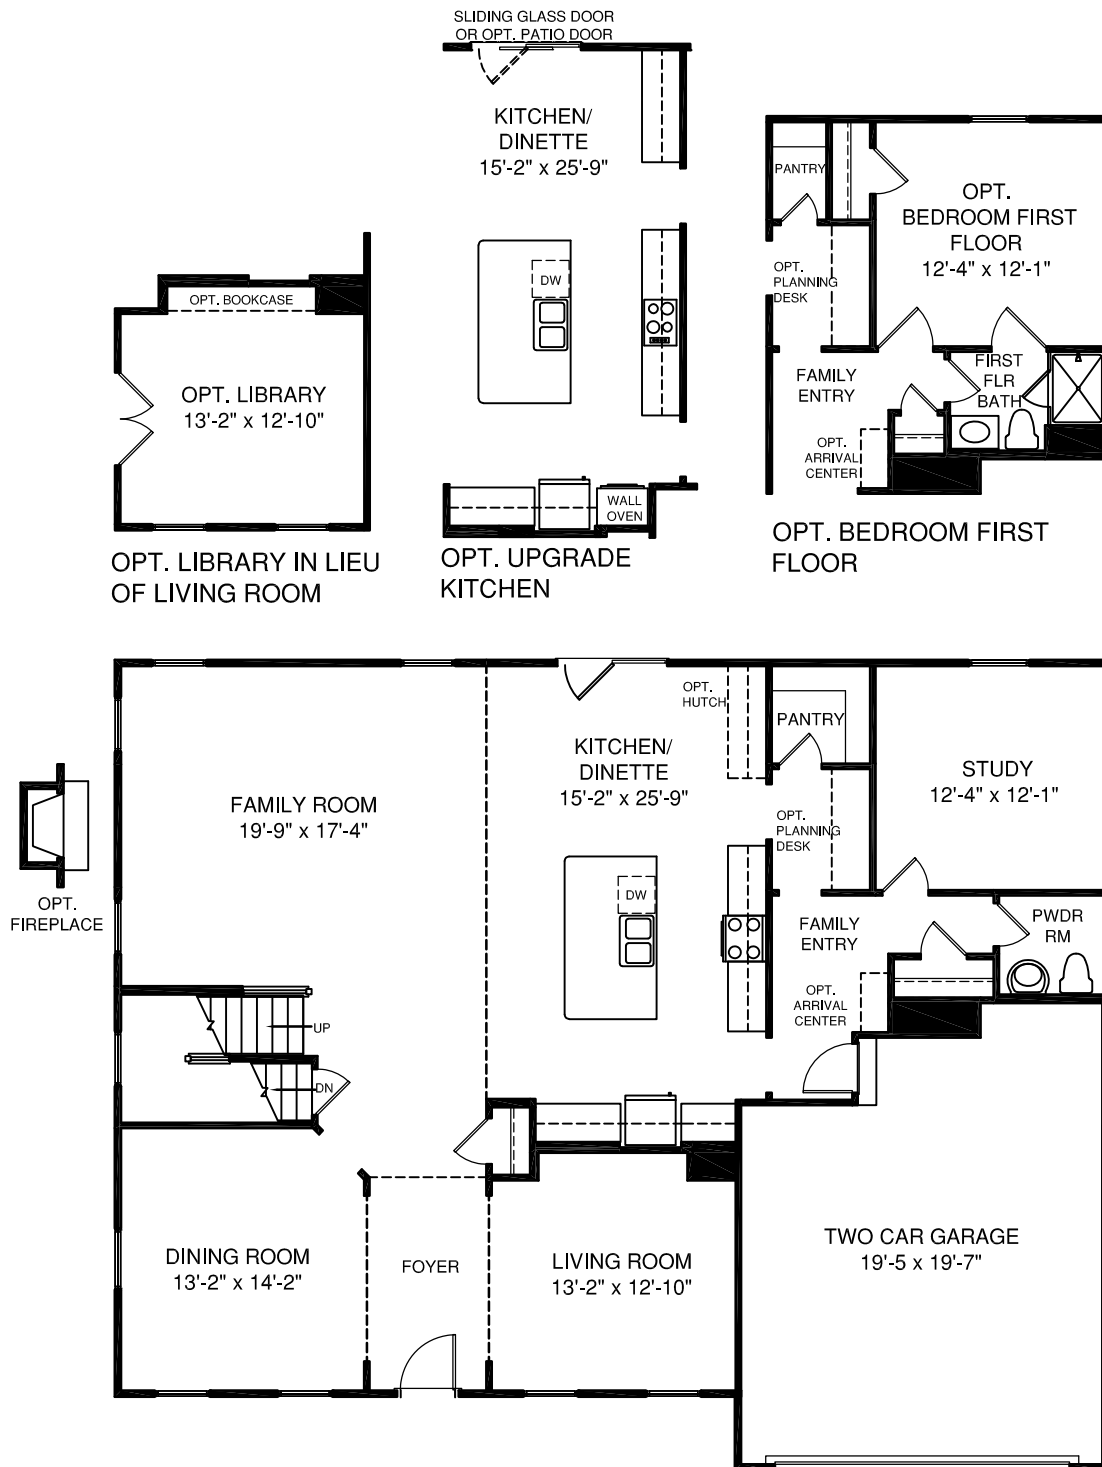 SLIDING GLASS DOOR
OR OPT. PATIO DOOR
KITCHEN/
DINETTE
15'-2" x 25'-9"
DW
WALL
OVEN
OPT. UPGRADE
KITCHEN
OPT. BOOKCASE
OPT. LIBRARY
13'-2" x 12'-10"
OPT. LIBRARY IN LIEU
OF LIVING ROOM
PANTRY
OPT.
BEDROOM FIRST
FLOOR
12'-4" x 12'-1"
OPT.
PLANNING
DESK
FAMILY
ENTRY
FIRST
FLR
BATH
OPT.
ARRIVAL
CENTER
OPT. BEDROOM FIRST
FLOOR
OPT.
HUTCH
PANTRY
KITCHEN/
DINETTE
15'-2" x 25'-9"
STUDY
12'-4" x 12'-1"
FAMILY ROOM
19'-9" x 17'-4"
OPT.
PLANNING
DESK
OPT.
FIREPLACE
DW
FAMILY
ENTRY
PWDR
RM
OPT.
ARRIVAL
CENTER
UP
DN
DINING ROOM
13'-2" x 14'-2"
FOYER
LIVING ROOM
13'-2" x 12'-10"
TWO CAR GARAGE
19'-5 x 19'-7"